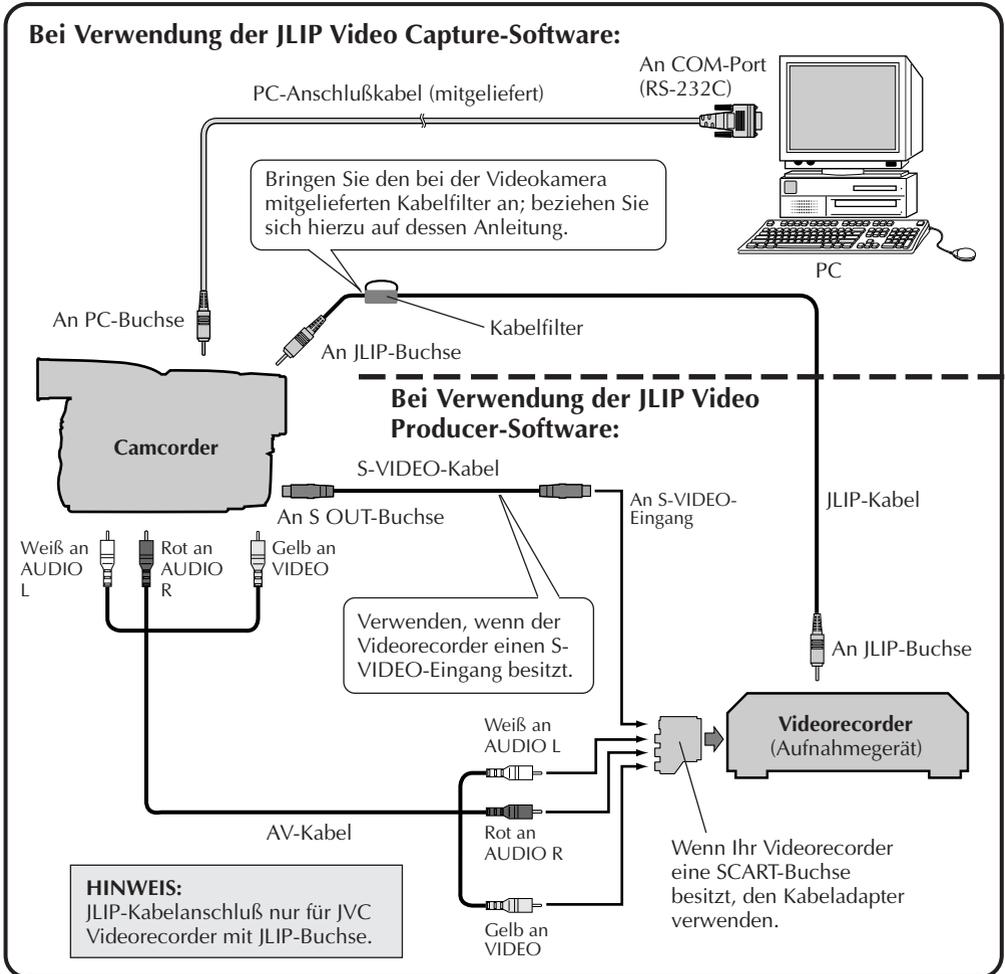 Bei Verwendung der JLIP Video Capture-Software:
An COM-Port
(RS-232C)
PC-Anschlußkabel (mitgeliefert)
Bringen Sie den bei der Videokamera
mitgelieferten Kabelfilter an; beziehen Sie
sich hierzu auf dessen Anleitung.
PC
An PC-Buchse
Kabelfilter
An JLIP-Buchse
Bei Verwendung der JLIP Video
Producer-Software:
Camcorder
S-VIDEO-Kabel
An S OUT-Buchse
An S-VIDEO-
Eingang
JLIP-Kabel
Weiß an
AUDIO
L
Rot an
AUDIO
R
Gelb an
VIDEO
Verwenden, wenn der
Videorecorder einen S-
VIDEO-Eingang besitzt.
An JLIP-Buchse
Weiß an
AUDIO L
Videorecorder
(Aufnahmegerät)
AV-Kabel
Rot an
AUDIO R
Wenn Ihr Videorecorder
eine SCART-Buchse
besitzt, den Kabeladapter
verwenden.
HINWEIS:
JLIP-Kabelanschluß nur für JVC
Videorecorder mit JLIP-Buchse.
Gelb an
VIDEO